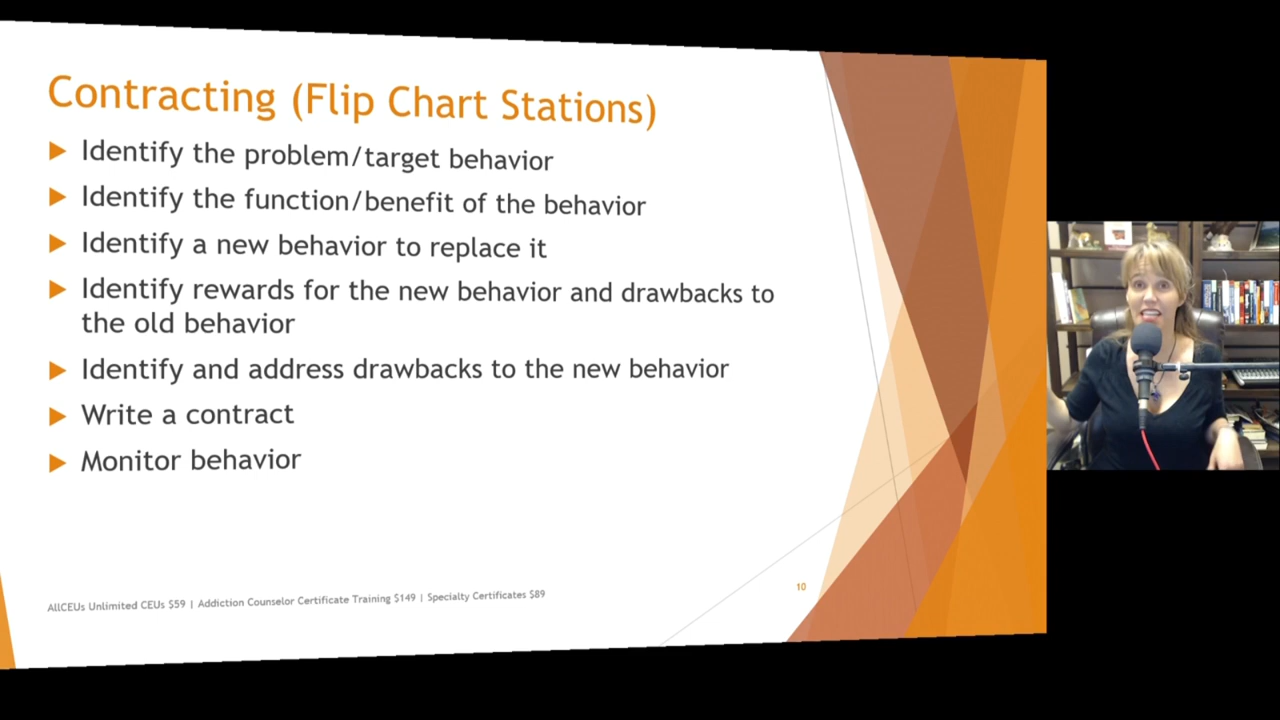 Contracting (Flip Chart Stations)
Identify the problem/target behavior
Identify the function/benefit of the behavior
Identify a new behavior to replace it
Identify rewards for the new behavior and drawbacks to
the old behavior
Identify and address drawbacks to the new behavior
Write a contract
Monitor behavior
AllCEUs Unlimited CEUs $59 | Addiction Counselor Certificate Training $149 | Specialty Certificates $89
10